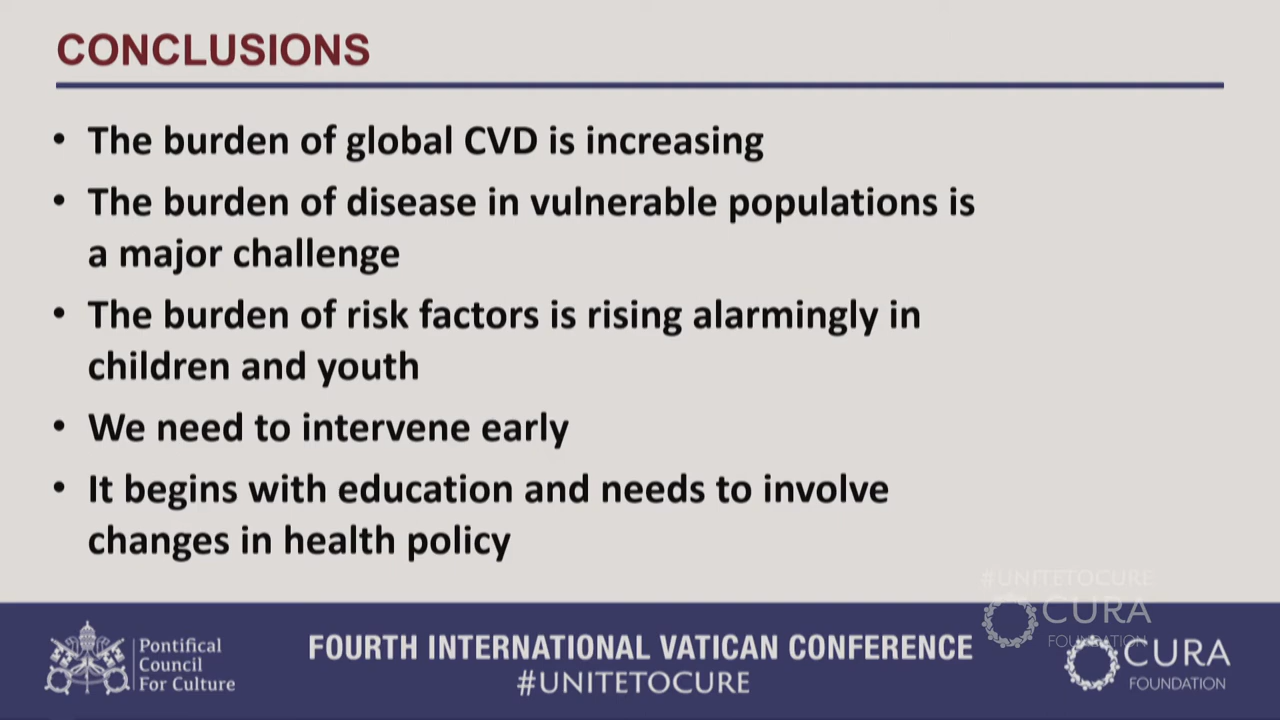 CONCLUSIONS
• The burden of global CVD is increasing
• The burden of disease in vulnerable populations is
a major challenge
• The burden of risk factors is rising alarmingly in
children and youth
• We need to intervene early
• It begins with education and needs to involve
changes in health policy
#UNITETOCURE
CURA
FOUNDATION
Pontifical
Council
For Culture
FOURTH INTERNATIONAL VATICAN CONFERENCE
#UNITETOCURE
CURA
FOUNDATION